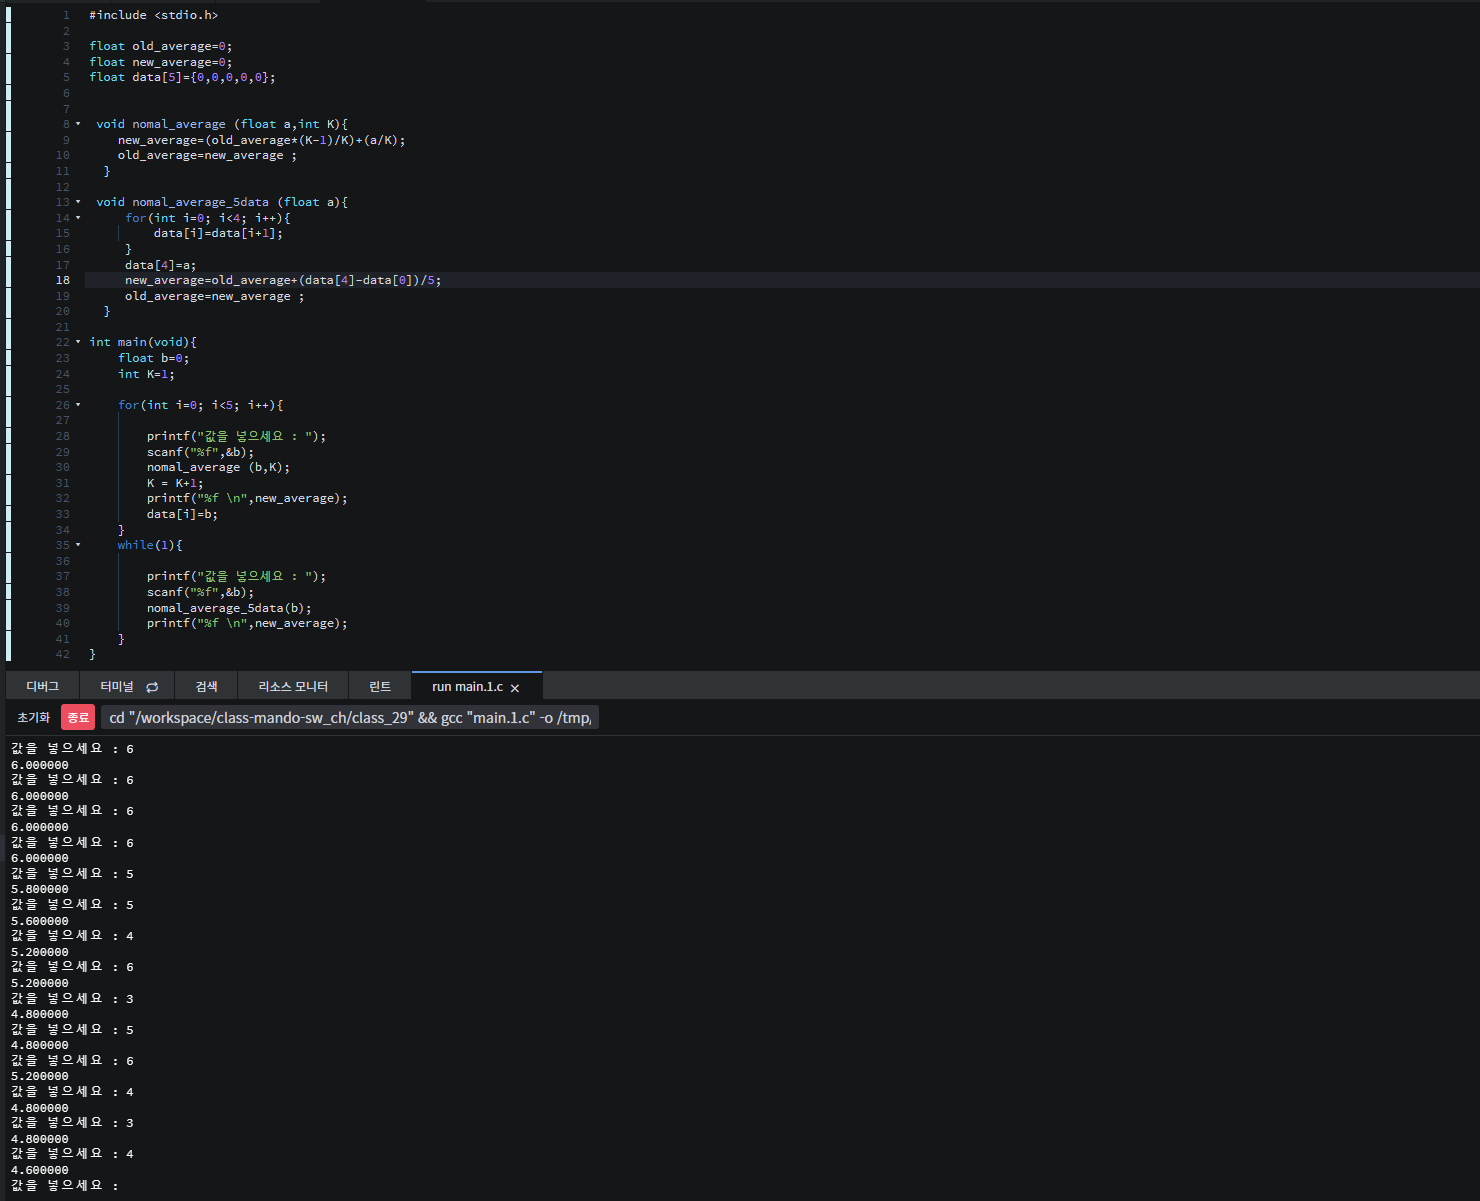 1 #include <stdio.h>
2
3 float old_average=0;
4 float new_average=0;
5 float data[5]={0,0,0,0,0};
6
7
8 void nomal_average (float a,int K){
9 new_average=(old_average*(K-1)/K)+(a/K);
10 old_average=new_average ;
11 }
12
13 void nomal_average_5data (float a){
14 for(int i=0; i<4; i++){
15 data[i]=data[i+1];
16 }
17 data[4]=a;
18 new_average=old_average+(data[4]-data[0])/5;
19 old_average=new_average ;
20 }
21
22 int main(void){
23 float b=0;
24 int K=1;
25
26 for(int i=0; i<5; i++){
27
28 printf("값을 넣으세요 : ");
29 scanf("%f",&b);
30 nomal_average (b,K);
31 K = K+1;
32 printf("%f \n",new_average);
33 data[i]=b;
34 }
35 while(1){
36
37 printf("값을 넣으세요 : ");
38 scanf("%f",&b);
39 nomal_average_5data(b);
40 printf("%f \n",new_average);
41 }
42 }
디버그 터미널 검색 리소스 모니터 린트 run main.1.c
초기화 종료 cd "/workspace/class-mando-sw_ch/class_29" && gcc "main.1.c" -o /tmp/
값을 넣으세요 : 6
6.000000
값을 넣으세요 : 6
6.000000
값을 넣으세요 : 6
6.000000
값을 넣으세요 : 6
6.000000
값을 넣으세요 : 5
5.800000
값을 넣으세요 : 5
5.600000
값을 넣으세요 : 4
5.200000
값을 넣으세요 : 6
5.200000
값을 넣으세요 : 3
4.800000
값을 넣으세요 : 5
4.800000
값을 넣으세요 : 6
5.200000
값을 넣으세요 : 4
4.800000
값을 넣으세요 : 3
4.800000
값을 넣으세요 : 4
4.600000
값을 넣으세요 :